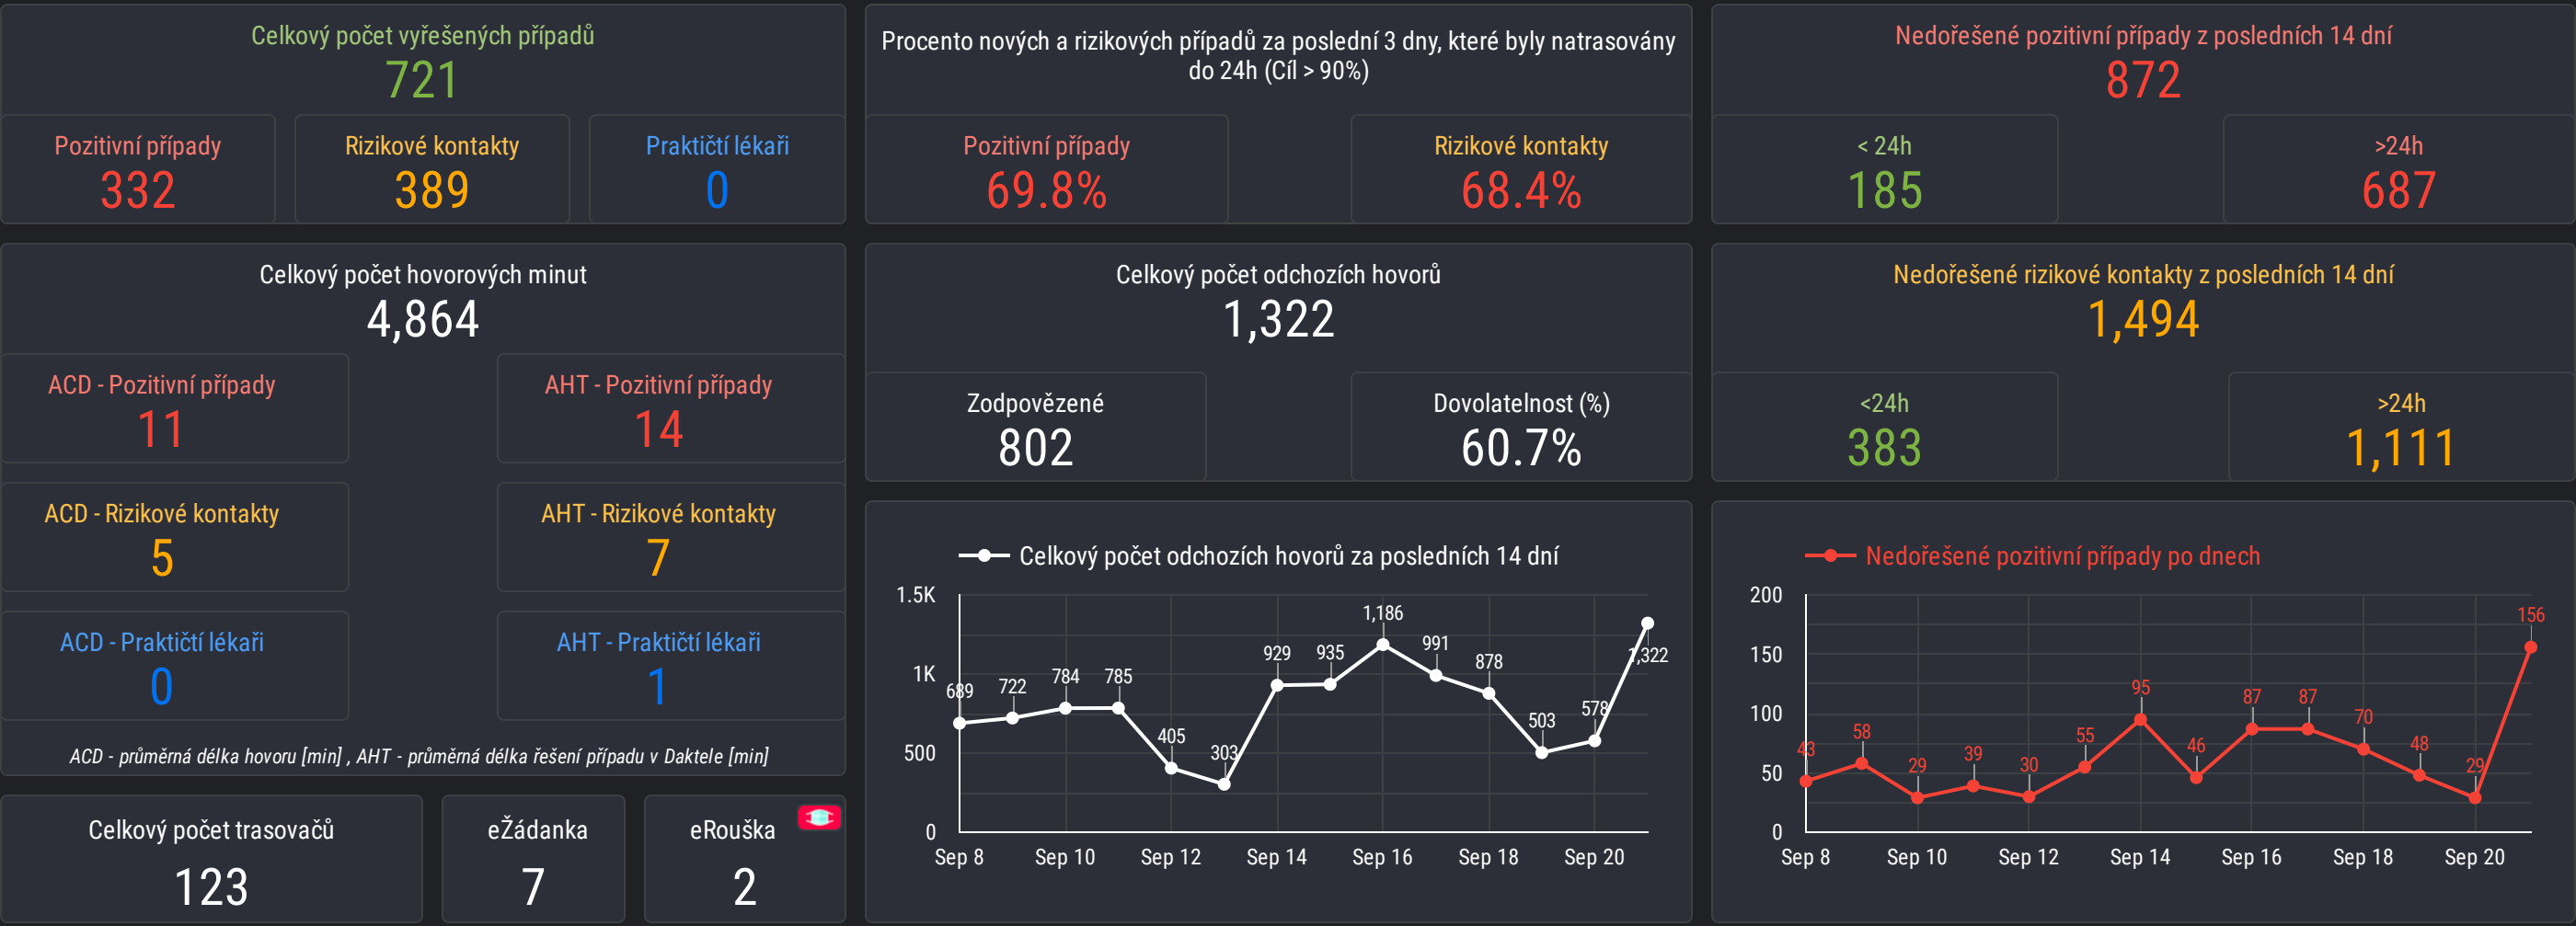 Celkový počet vyřešených případů
721
Pozitivní případy
332
Rizikové kontakty
389
Praktičtí lékaři
0
Procento nových a rizikových případů za poslední 3 dny, které byly natrasovány
do 24h (Cíl > 90%)
Pozitivní případy
69.8%
Rizikové kontakty
68.4%
Nedořešené pozitivní případy z posledních 14 dní
872
< 24h
185
>24h
687
Celkový počet hovorových minut
4,864
ACD - Pozitivní případy
11
AHT - Pozitivní případy
14
ACD - Rizikové kontakty
5
AHT - Rizikové kontakty
7
ACD - Praktičtí lékaři
0
AHT - Praktičtí lékaři
1
ACD - průměrná délka hovoru [min] , AHT - průměrná délka řešení případu v Daktele [min]
Celkový počet odchozích hovorů
1,322
Zodpovězené
802
Dovolatelnost (%)
60.7%
Nedořešené rizikové kontakty z posledních 14 dní
1,494
<24h
383
>24h
1,111
Celkový počet trasovačů
123
eŽádanka
7
eRouška
2
Celkový počet odchozích hovorů za posledních 14 dní
1.5K
1K
500
0
689
722
784
785
405
303
929
935
1,186
991
878
503
578
1,322
Sep 8
Sep 10
Sep 12
Sep 14
Sep 16
Sep 18
Sep 20
Nedořešené pozitivní případy po dnech
200
150
100
50
0
43
58
29
39
30
55
95
46
87
87
70
48
29
156
Sep 8
Sep 10
Sep 12
Sep 14
Sep 16
Sep 18
Sep 20